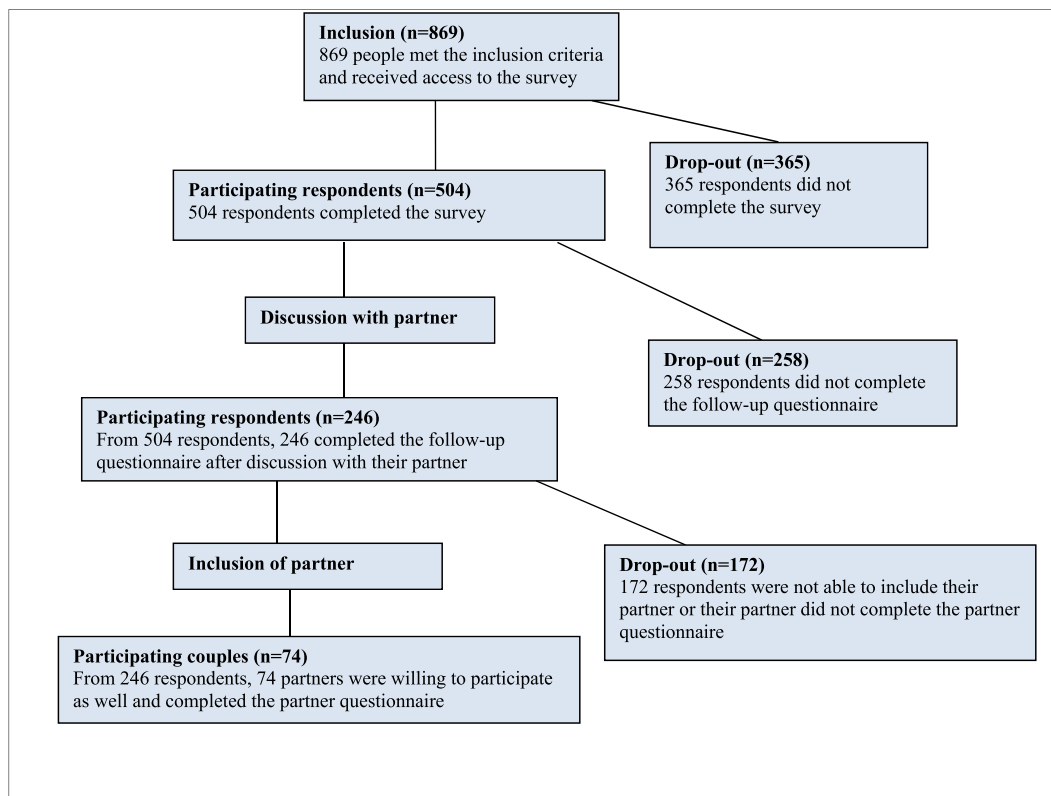 Inclusion (n=869)
869 people met the inclusion criteria
and received access to the survey
Drop-out (n=365)
365 respondents did not
complete the survey
Participating respondents (n=504)
504 respondents completed the survey
Discussion with partner
Drop-out (n=258)
258 respondents did not complete
the follow-up questionnaire
Participating respondents (n=246)
From 504 respondents, 246 completed the follow-up
questionnaire after discussion with their partner
Inclusion of partner
Drop-out (n=172)
172 respondents were not able to include their
partner or their partner did not complete the partner
questionnaire
Participating couples (n=74)
From 246 respondents, 74 partners were willing to participate
as well and completed the partner questionnaire